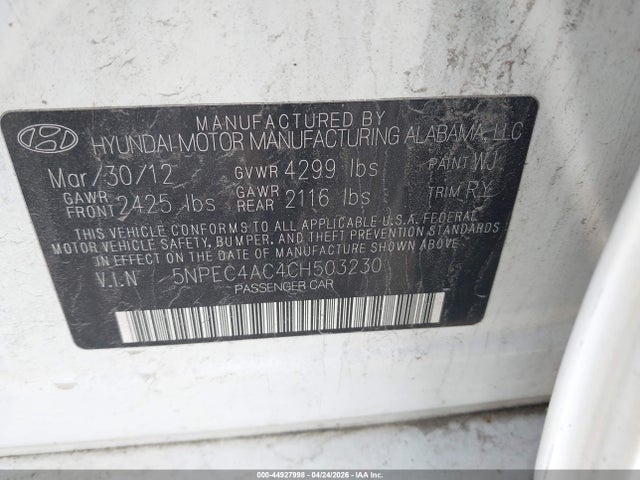 MANUFACTURED BY
HYUNDAI MOTOR MANUFACTURING ALABAMA, LLC
Mar/30/12 GVWR 4299 lbs PAINT WJ
GAWR FRONT 2425 lbs GAWR REAR 2116 lbs TRIM RY
THIS VEHICLE CONFORMS TO ALL APPLICABLE U.S.A. FEDERAL
MOTOR VEHICLE SAFETY, BUMPER, AND THEFT PREVENTION STANDARDS
IN EFFECT ON THE DATE OF MANUFACTURE SHOWN ABOVE.
V.I.N 5NPEC4AC4CH503230
PASSENGER CAR
000-44927998 - 04/24/2026 - IAA Inc.